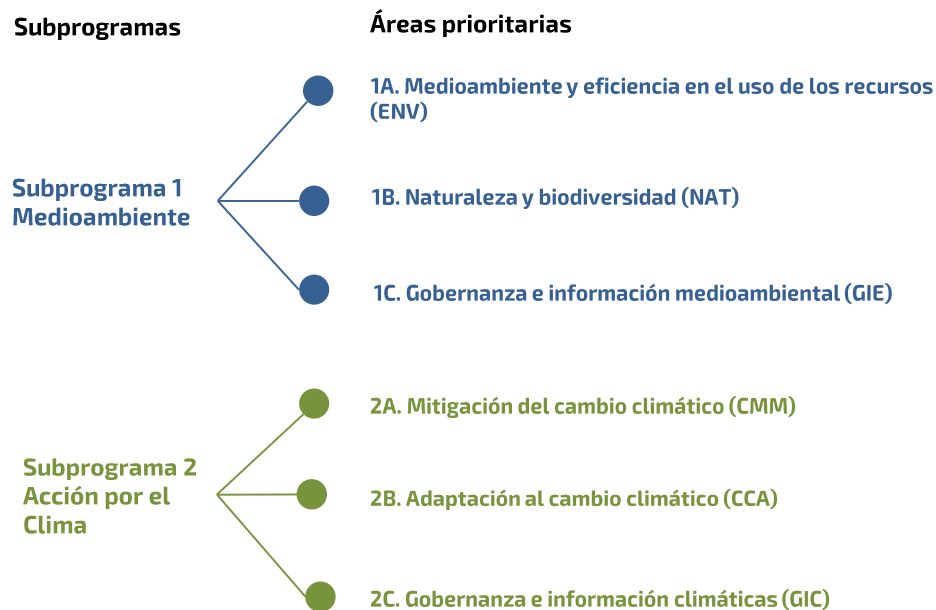 Subprogramas
Áreas prioritarias
1A. Medioambiente y eficiencia en el uso de los recursos
(ENV)
Subprograma 1
Medioambiente
1B. Naturaleza y biodiversidad (NAT)
1C. Gobernanza e información medioambiental (GIE)
2A. Mitigación del cambio climático (CMM)
Subprograma 2
Acción por el
Clima
2B. Adaptación al cambio climático (CCA)
2C. Gobernanza e información climáticas (GIC)